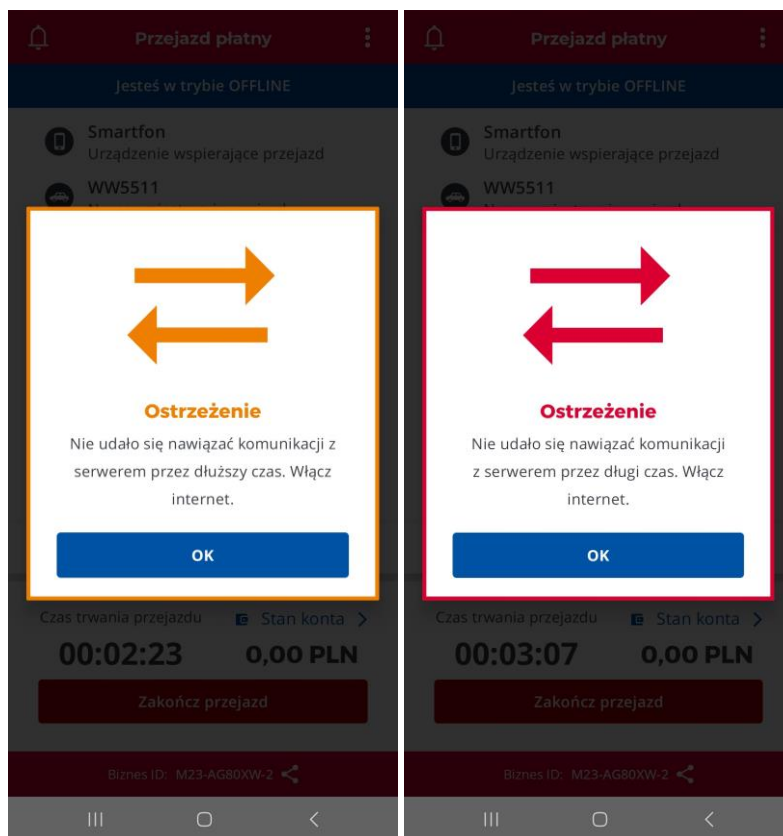 Przejazd płatny
Jesteś w trybie OFFLINE
Smartfon
Urządzenie wspierające przejazd
WW5511
Ostrzeżenie
Nie udało się nawiązać komunikacji z
serwerem przez dłuższy czas. Włącz
internet.
OK
Czas trwania przejazdu
Stan konta
00:02:23
0,00 PLN
Zakończ przejazd
Biznes ID: M23-AG80XW-2
Przejazd płatny
Jesteś w trybie OFFLINE
Smartfon
Urządzenie wspierające przejazd
WW5511
Ostrzeżenie
Nie udało się nawiązać komunikacji
z serwerem przez długi czas. Włącz
internet.
OK
Czas trwania przejazdu
Stan konta
00:03:07
0,00 PLN
Zakończ przejazd
Biznes ID: M23-AG80XW-2